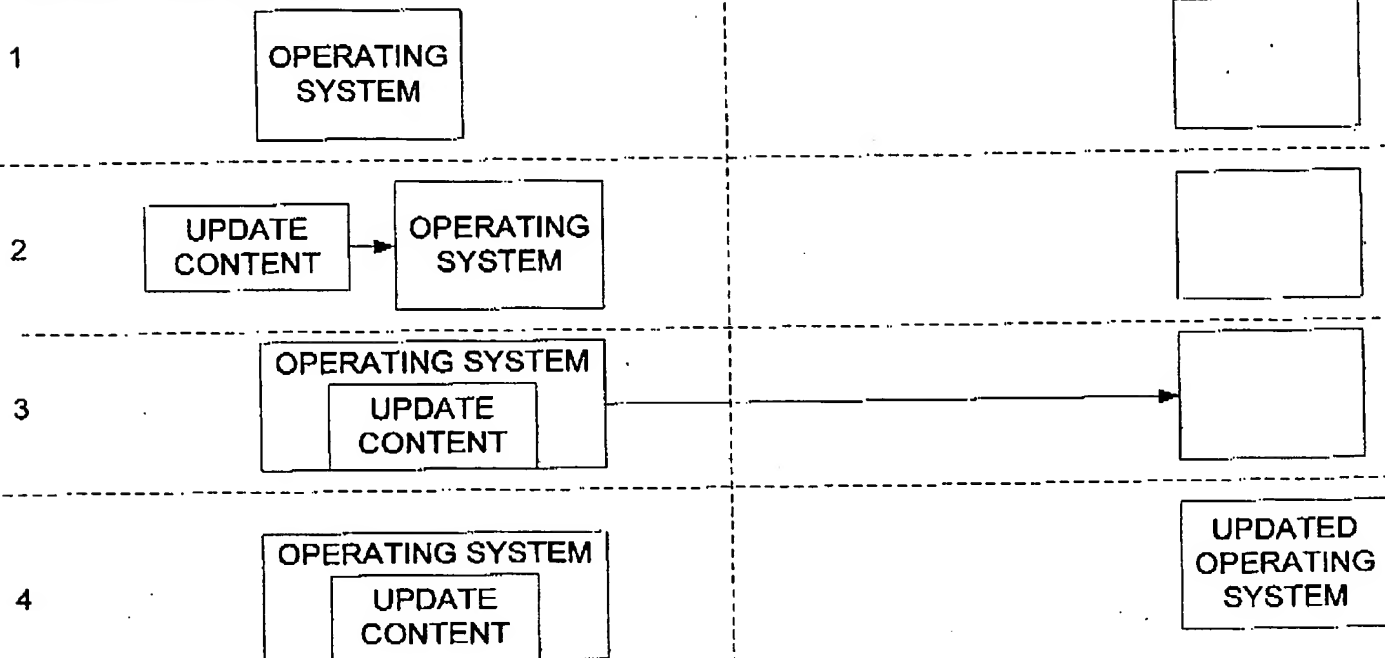 1
OPERATING
SYSTEM
2
UPDATE
CONTENT
OPERATING
SYSTEM
3
OPERATING SYSTEM
UPDATE
CONTENT
4
OPERATING SYSTEM
UPDATE
CONTENT
UPDATED
OPERATING
SYSTEM